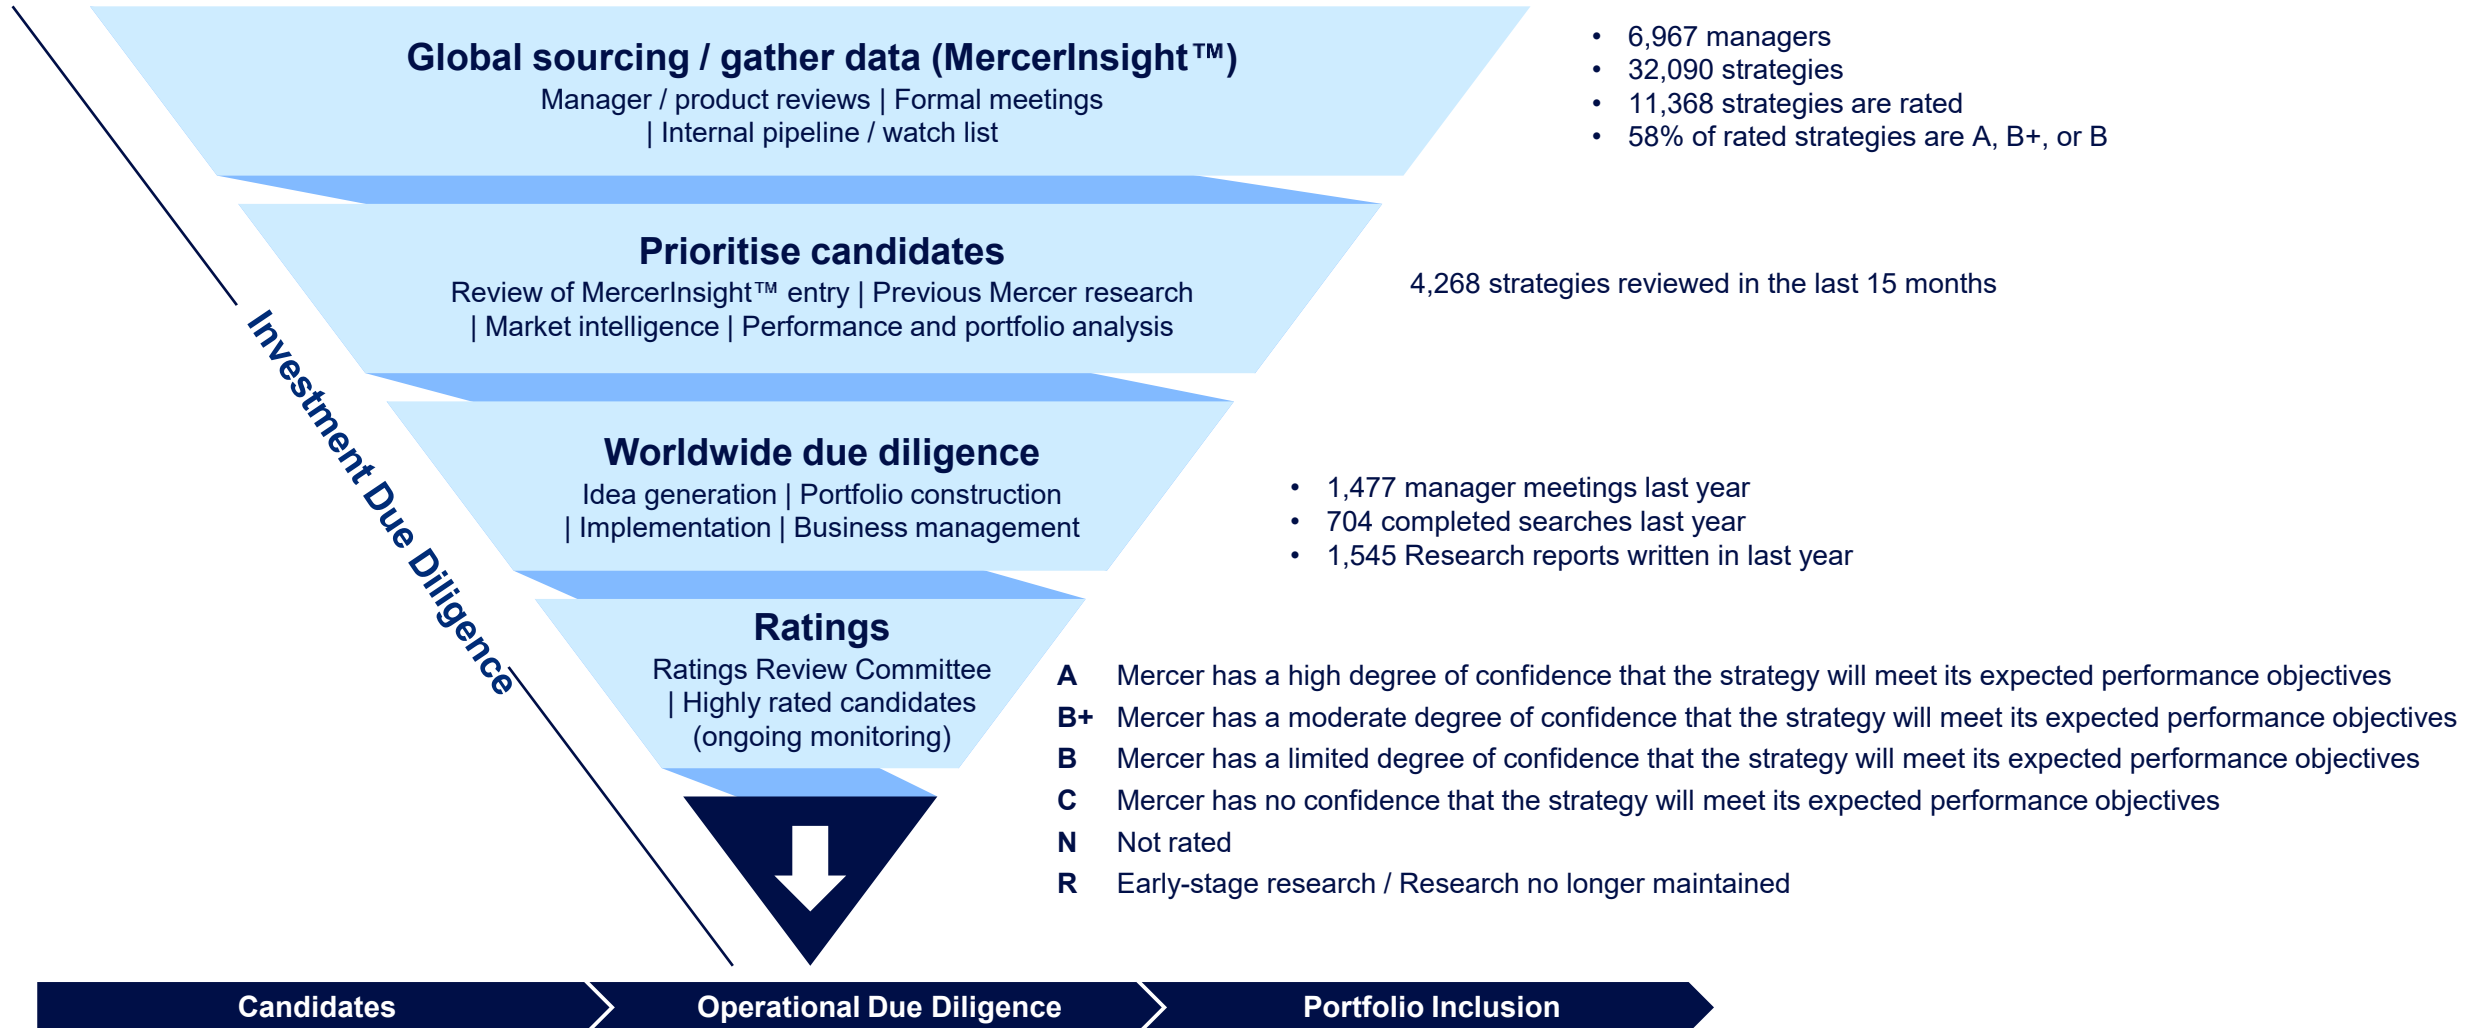 Global sourcing / gather data (MercerInsight™)
Manager / product reviews | Formal meetings
| Internal pipeline / watch list
• 6,967 managers
• 32,090 strategies
• 11,368 strategies are rated
• 58% of rated strategies are A, B+, or B
Prioritise candidates
Review of MercerInsight™ entry | Previous Mercer research
| Market intelligence | Performance and portfolio analysis
4,268 strategies reviewed in the last 15 months
Investment Due Diligence
Worldwide due diligence
Idea generation | Portfolio construction
| Implementation | Business management
• 1,477 manager meetings last year
• 704 completed searches last year
• 1,545 Research reports written in last year
Ratings
Ratings Review Committee
| Highly rated candidates
(ongoing monitoring)
A Mercer has a high degree of confidence that the strategy will meet its expected performance objectives
B+ Mercer has a moderate degree of confidence that the strategy will meet its expected performance objectives
B Mercer has a limited degree of confidence that the strategy will meet its expected performance objectives
C Mercer has no confidence that the strategy will meet its expected performance objectives
N Not rated
R Early-stage research / Research no longer maintained
Candidates
Operational Due Diligence
Portfolio Inclusion